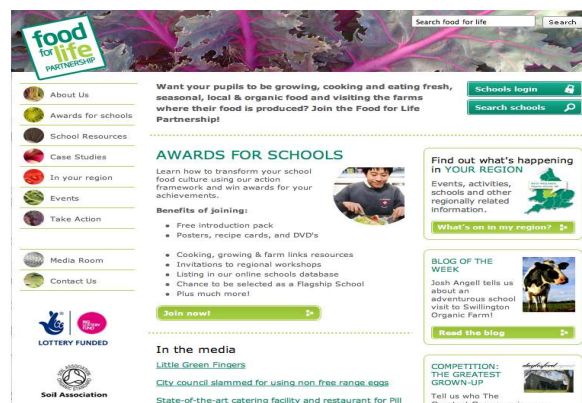 food
for life
PARTNERSHIP
Search food for life
Search
About Us
Awards for schools
School Resources
Case Studies
In your region
Events
Take Action
Media Room
Contact Us
LOTTERY FUNDED
Soil Association
Want your pupils to be growing, cooking and eating fresh,
seasonal, local & organic food and visiting the farms
where their food is produced? Join the Food for Life
Partnership!
Schools login
Search schools
AWARDS FOR SCHOOLS
Learn how to transform your school
food culture using our action
framework and win awards for your
achievements.
Benefits of joining:
Free introduction pack
Posters, recipe cards, and DVD's
Cooking, growing & farm links resources
Invitations to regional workshops
Listing in our online schools database
Chance to be selected as a Flagship School
Plus much more!
Join now!
In the media
Little Green Fingers
City council slammed for using non free range eggs
State-of-the-art catering facility and restaurant for Pill
Find out what's happening
in YOUR REGION
Events, activities,
schools and other
regionally related
information.
What's on in my region?
BLOG OF THE
WEEK
Josh Angell tells us
about an
adventurous school
visit to Swillington
Organic Farm!
Read the blog
COMPETITION:
THE GREATEST
GROWN-UP
Tell us who The